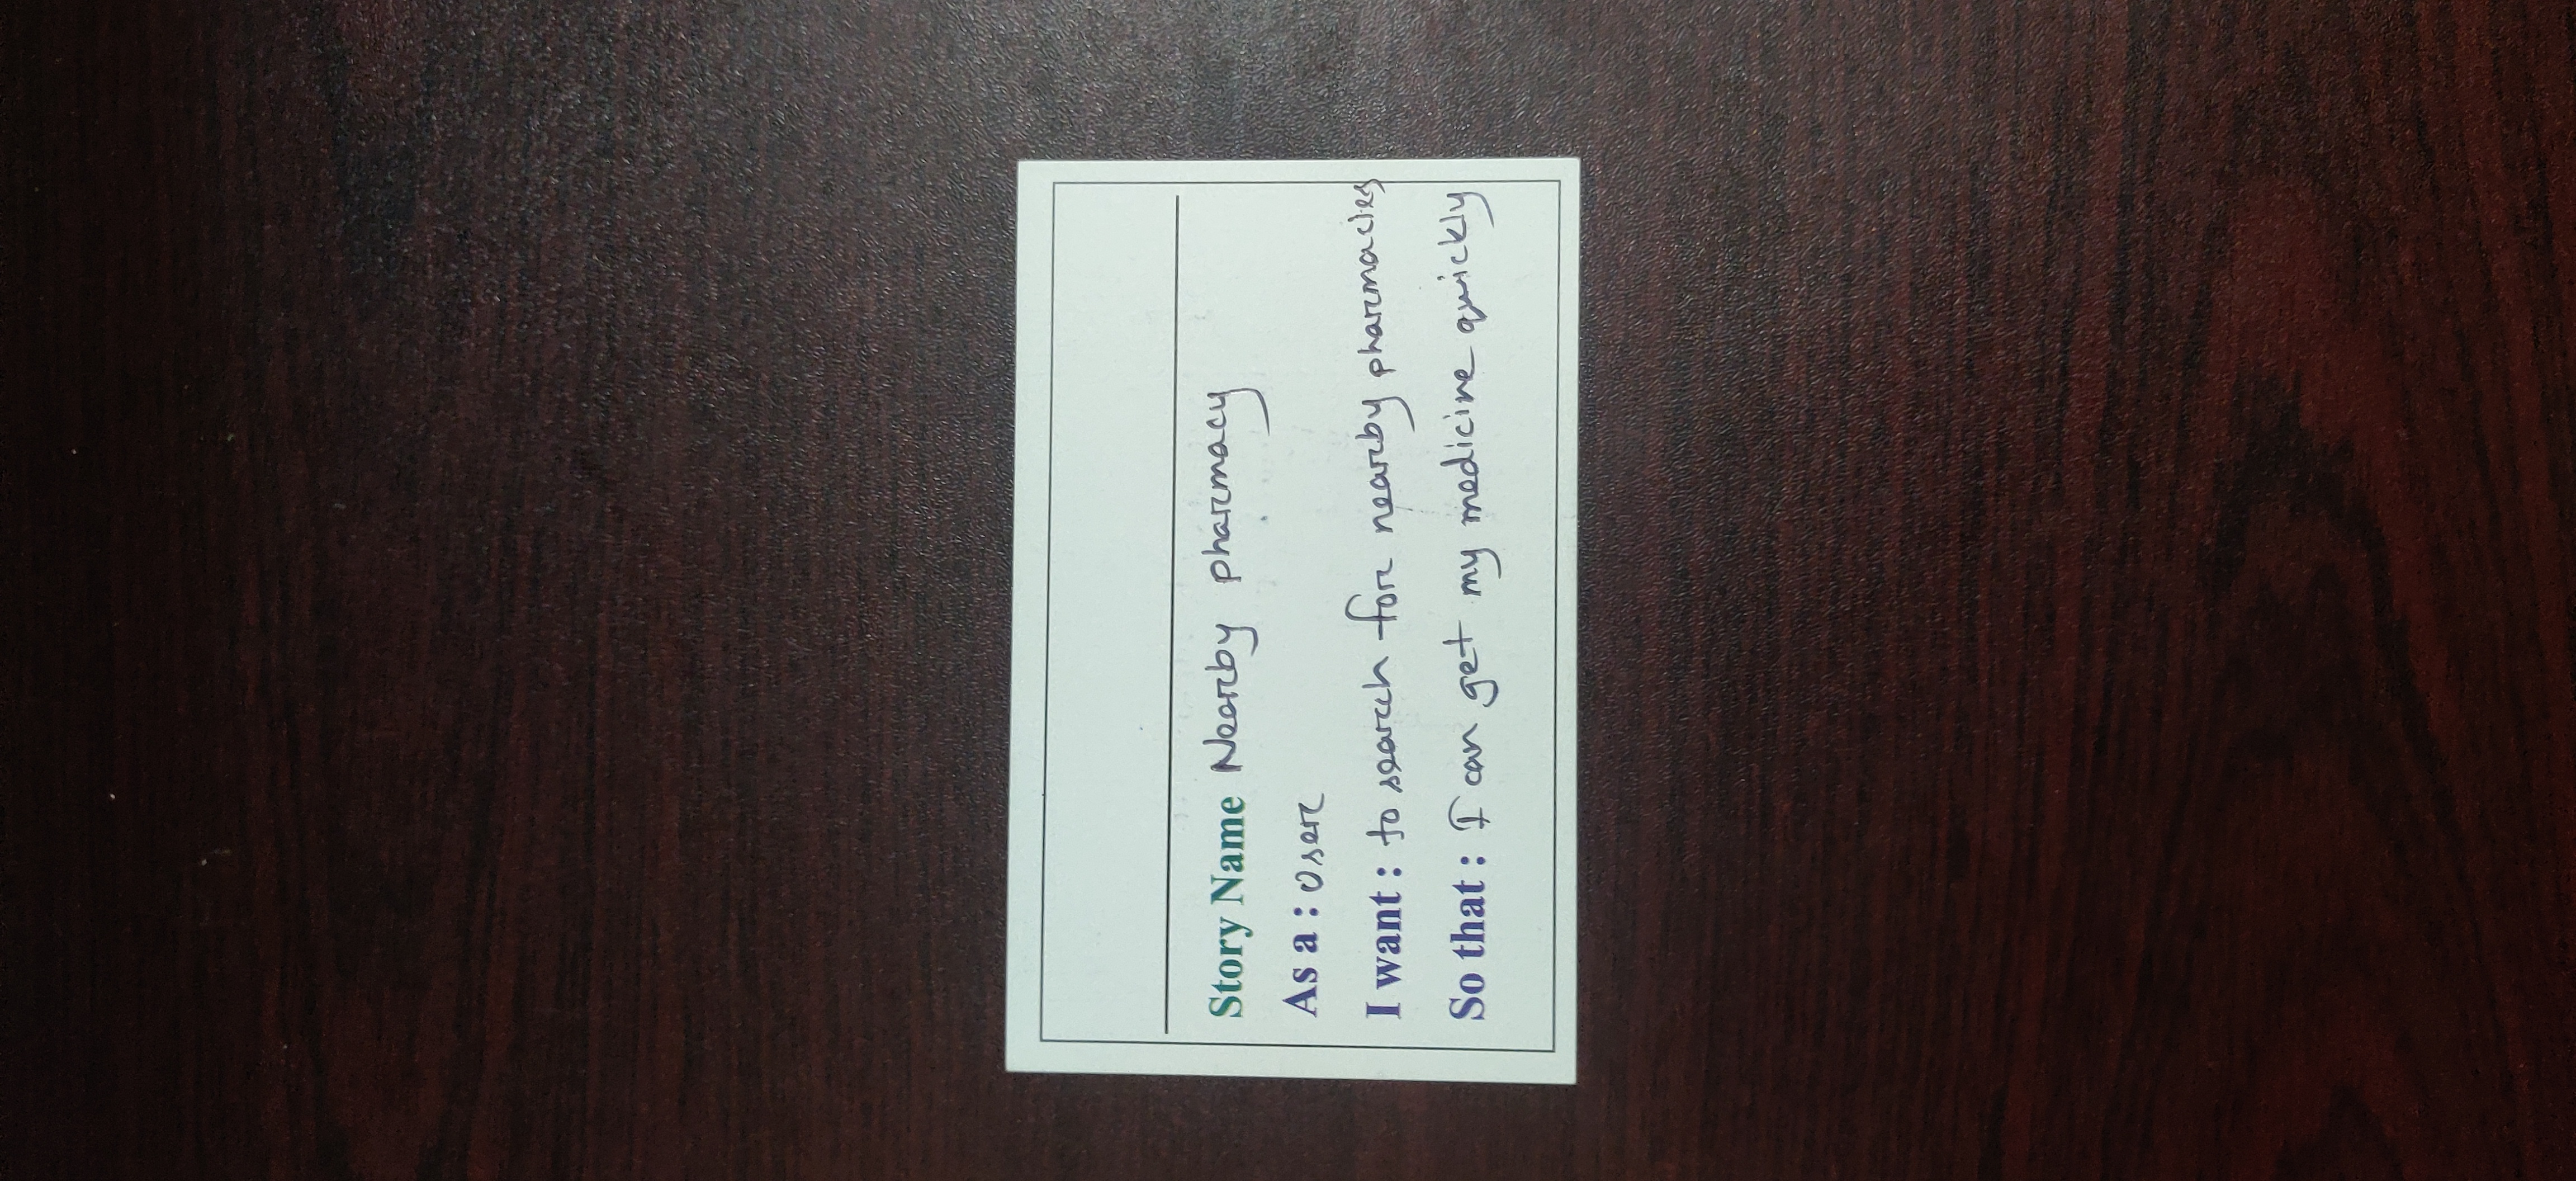 Story Name Nearby pharmacy
As a : User
I want : to search for nearby pharmacies
So that : I can get my medicine quickly